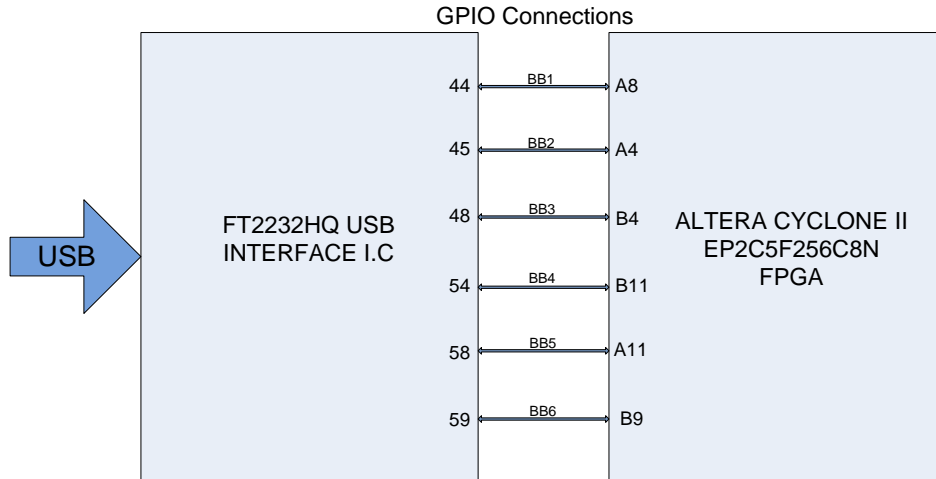 GPIO Connections
44 BB1 A8
45 BB2 A4
48 BB3 B4
FT2232HQ USB
INTERFACE I.C
ALTERA CYCLONE II
EP2C5F256C8N
FPGA
USB
54 BB4 B11
58 BB5 A11
59 BB6 B9